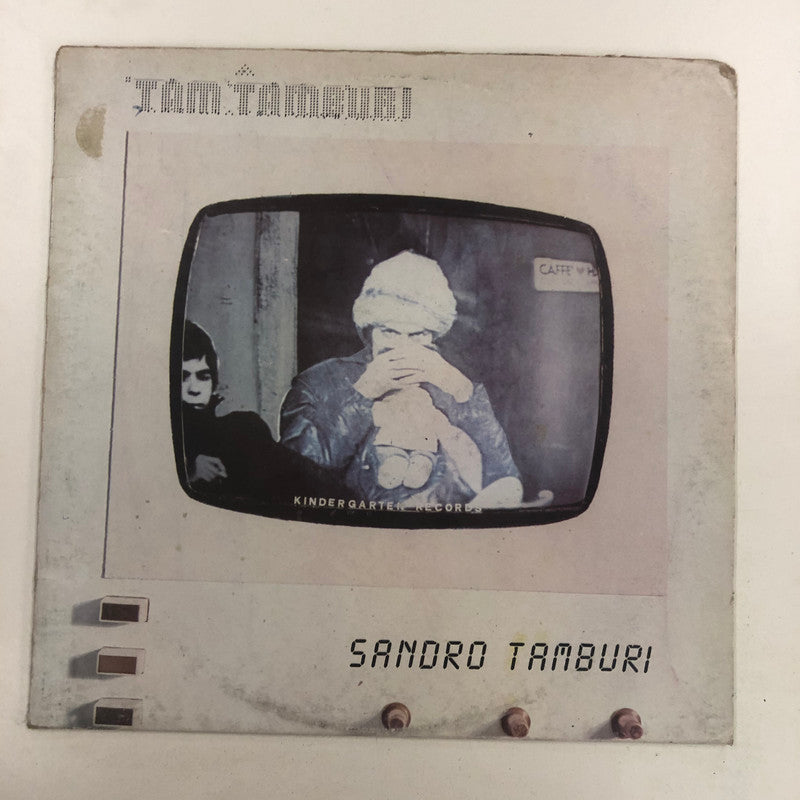 TAM TAMBURI
CAFFE'
KINDERGARTEN RECORDS
SANDRO TAMBURI